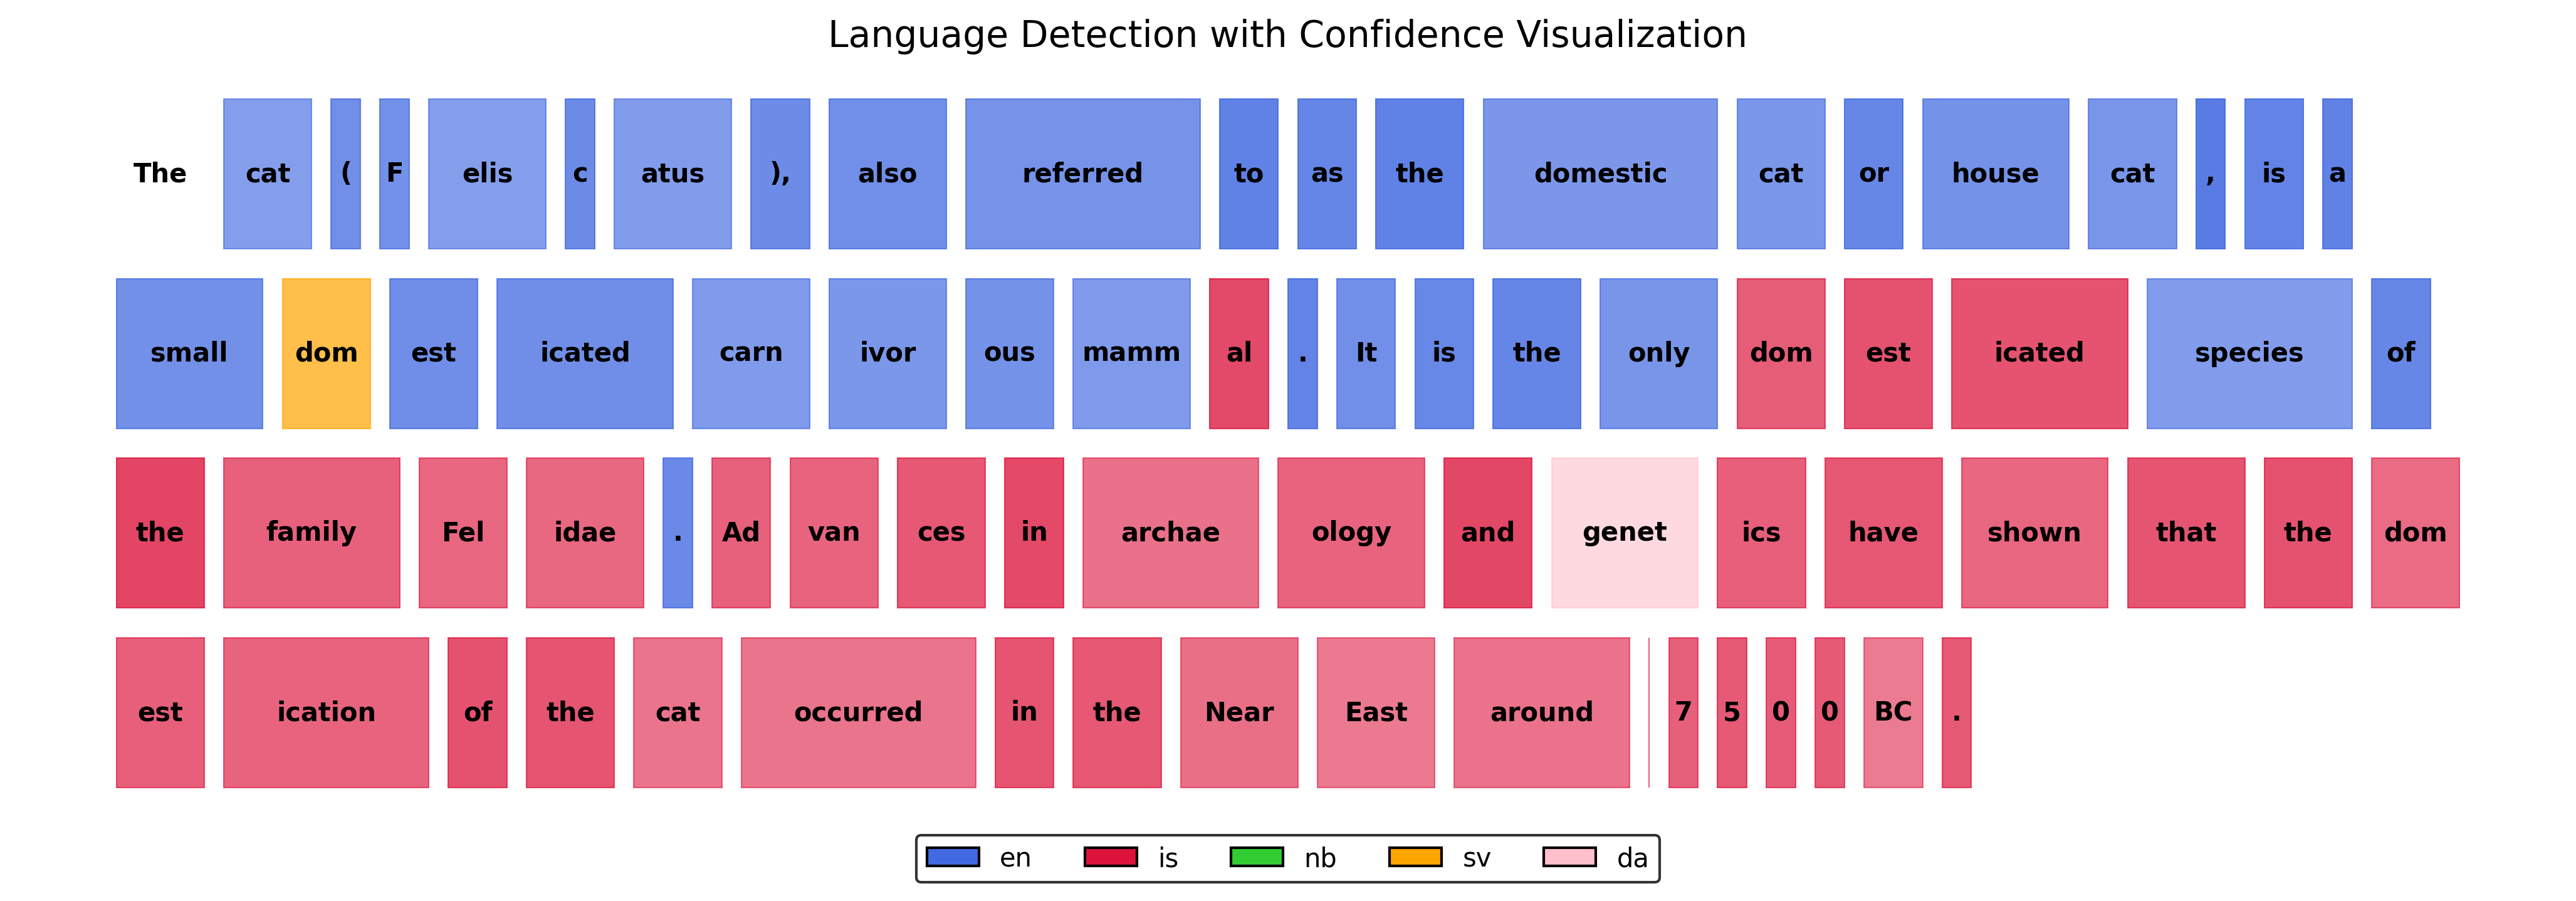 Language Detection with Confidence Visualization
The cat ( F elis c atus ), also referred to as the domestic cat or house cat , is a
small dom est icated carn ivor ous mamm al . It is the only dom est icated species of
the family Fel idae . Ad van ces in archae ology and genet ics have shown that the dom
est ication of the cat occurred in the Near East around 7 5 0 0 BC .
en is nb sv da